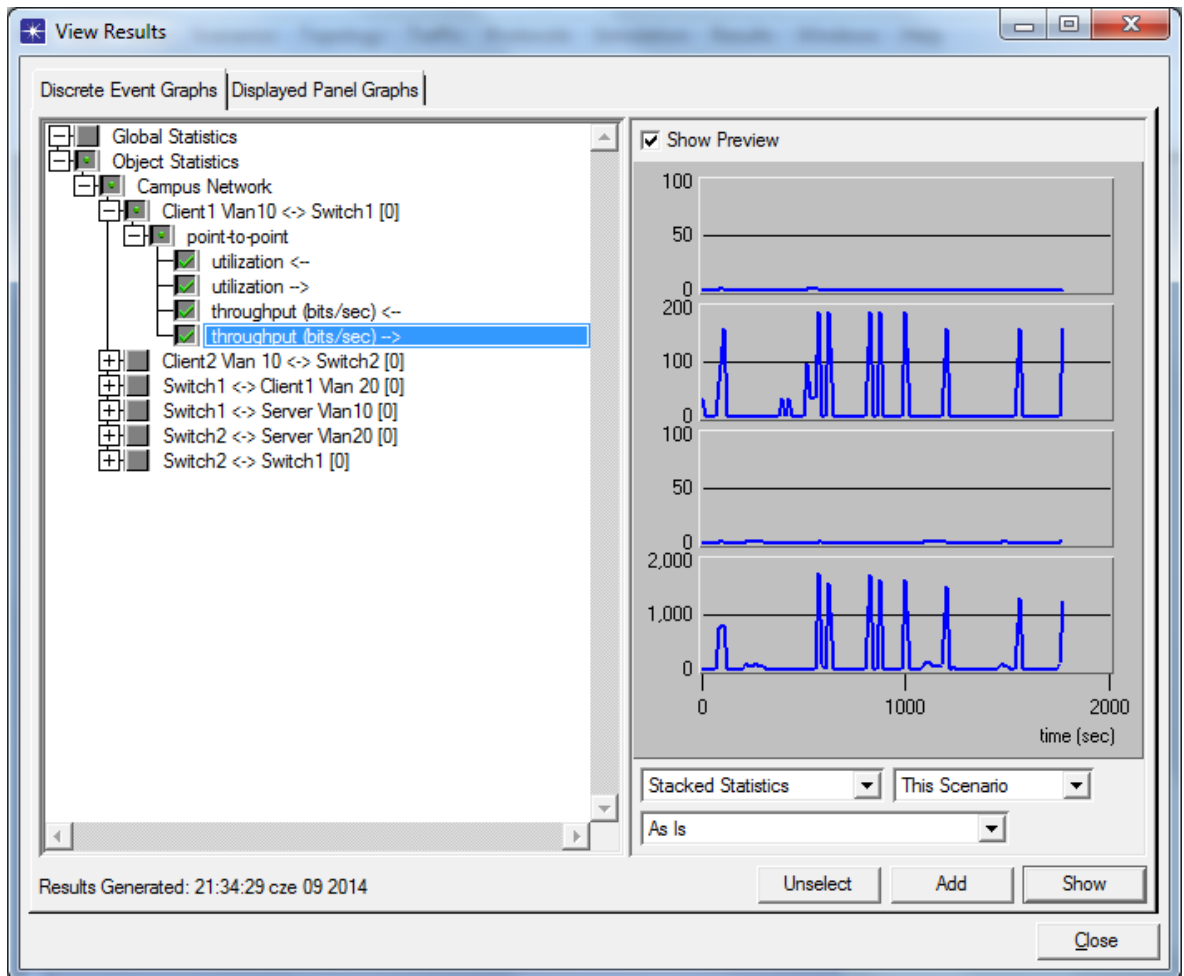 View Results
Discrete Event Graphs Displayed Panel Graphs
Global Statistics
Object Statistics
Campus Network
Client1 Vlan10 <-> Switch1 [0]
point-to-point
utilization <--
utilization -->
throughput (bits/sec) <--
throughput (bits/sec) -->
Client2 Vlan 10 <-> Switch2 [0]
Switch1 <-> Client1 Vlan 20 [0]
Switch1 <-> Server Vlan10 [0]
Switch2 <-> Server Vlan20 [0]
Switch2 <-> Switch1 [0]
Show Preview
100
50
0
200
100
0
100
50
0
2,000
1,000
0
0 1000 2000
time (sec)
Stacked Statistics This Scenario
As Is
Results Generated: 21:34:29 cze 09 2014
Unselect Add Show
Close